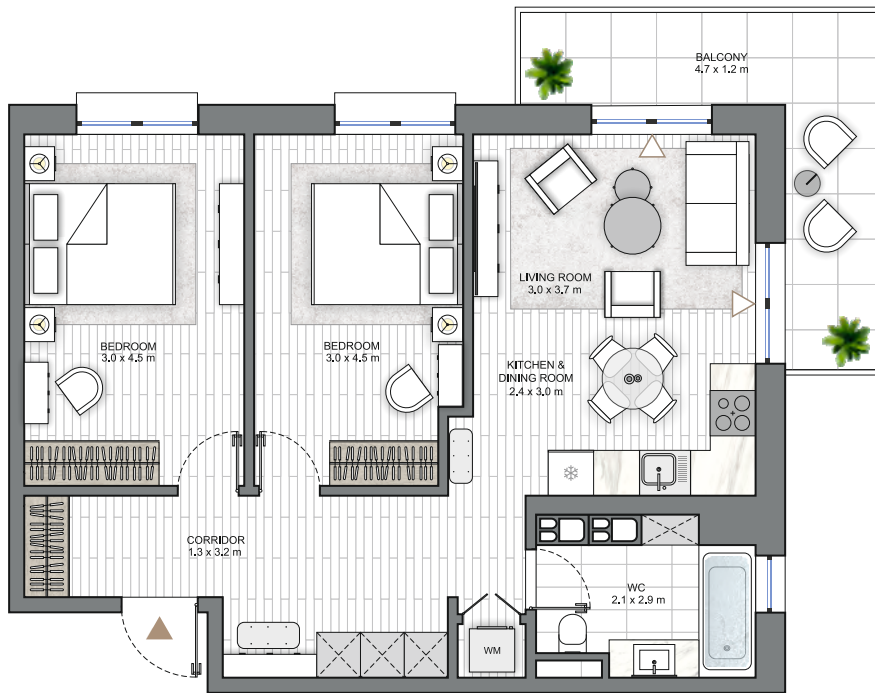 BALCONY
4.7 x 1.2 m
LIVING ROOM
3.0 x 3.7 m
BEDROOM
3.0 x 4.5 m
BEDROOM
3.0 x 4.5 m
KITCHEN &
DINING ROOM
2.4 x 3.0 m
CORRIDOR
1.3 x 3.2 m
WC
2.1 x 2.9 m
WM